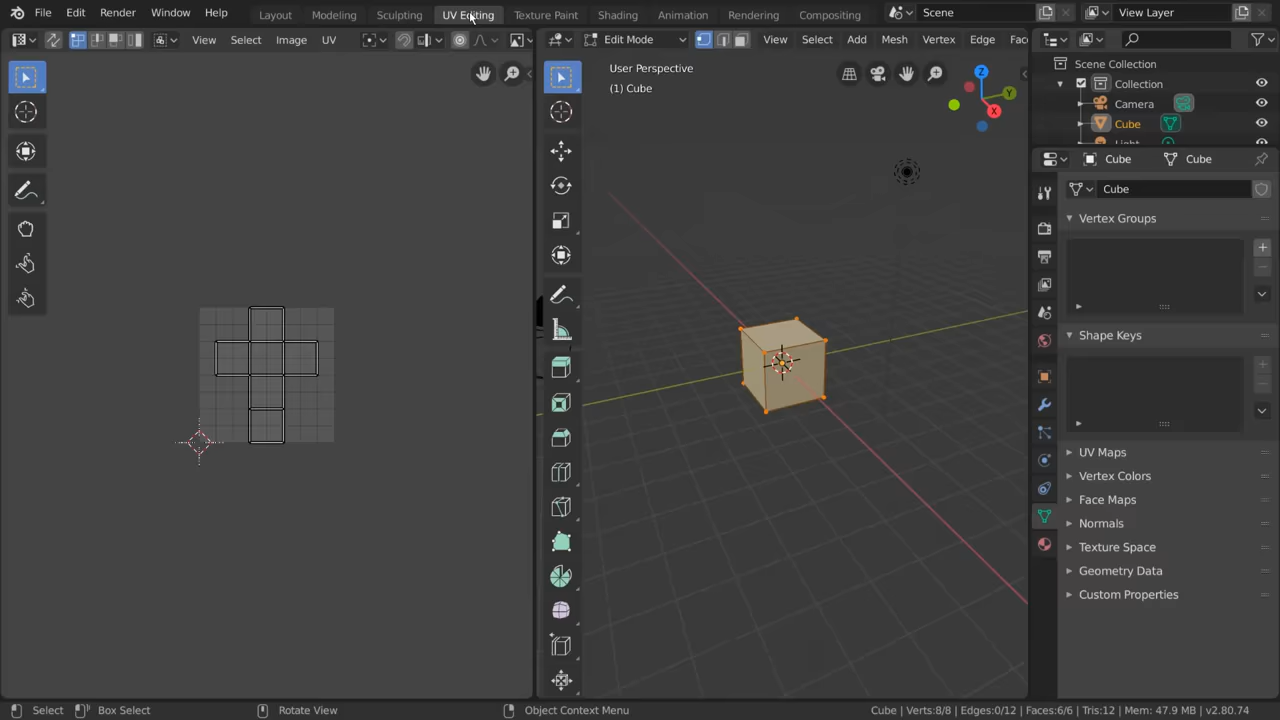 File Edit Render Window Help Layout Modeling Sculpting UV Editing Texture Paint Shading Animation Rendering Compositing Scene View Layer
View Select Image UV Edit Mode View Select Add Mesh Vertex Edge Fac
User Perspective
(1) Cube
Z
Y
X
Scene Collection
Collection
Camera
Cube
Light
Cube Cube
Cube
Vertex Groups
Shape Keys
UV Maps
Vertex Colors
Face Maps
Normals
Texture Space
Geometry Data
Custom Properties
Select Box Select Rotate View Object Context Menu Cube | Verts:8/8 | Edges:0/12 | Faces:6/6 | Tris:12 | Mem: 47.9 MB | v2.80.74